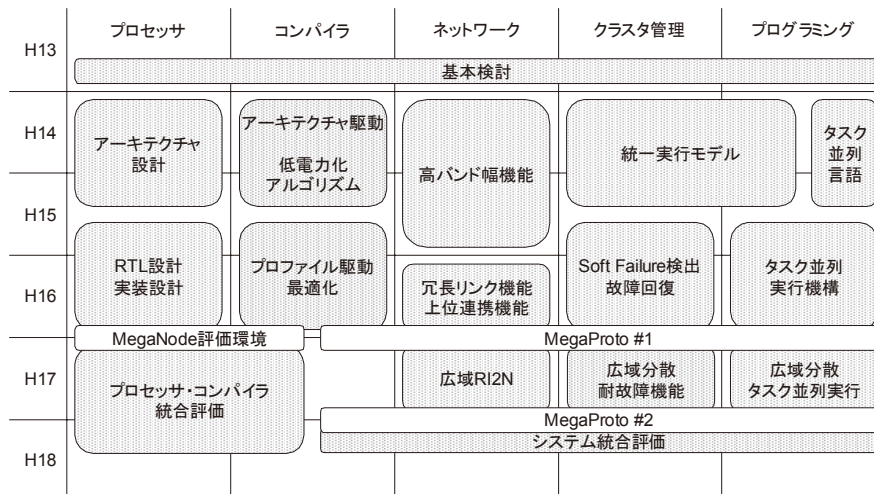 プロセッサ
コンパイラ
ネットワーク
クラスタ管理
プログラミング
H13
基本検討
H14
アーキテクチャ
設計
アーキテクチャ駆動
低電力化
アルゴリズム
高バンド幅機能
統一実行モデル
タスク
並列
言語
H15
RTL設計
実装設計
プロファイル駆動
最適化
Soft Failure検出
故障回復
タスク並列
実行機構
H16
冗長リンク機能
上位連携機能
MegaNode評価環境
MegaProto #1
H17
プロセッサ・コンパイラ
統合評価
広域RI2N
広域分散
耐故障機能
広域分散
タスク並列実行
MegaProto #2
システム統合評価
H18